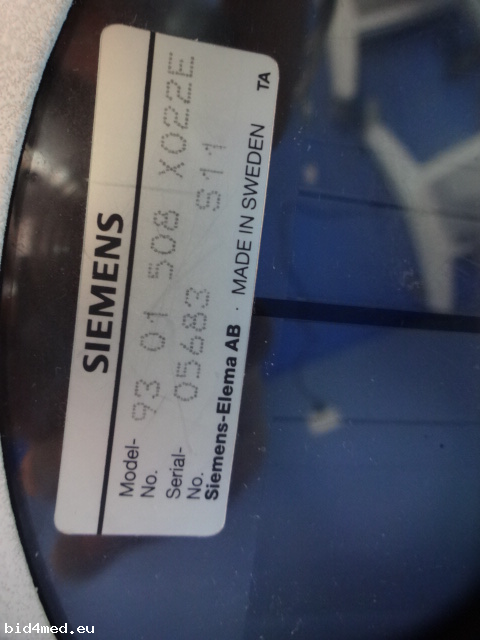 SIEMENS
Model-No. 93 01 508 X022E
Serial-No. 05683 S11
Siemens-Elema AB · MADE IN SWEDEN TA
bid4med.eu